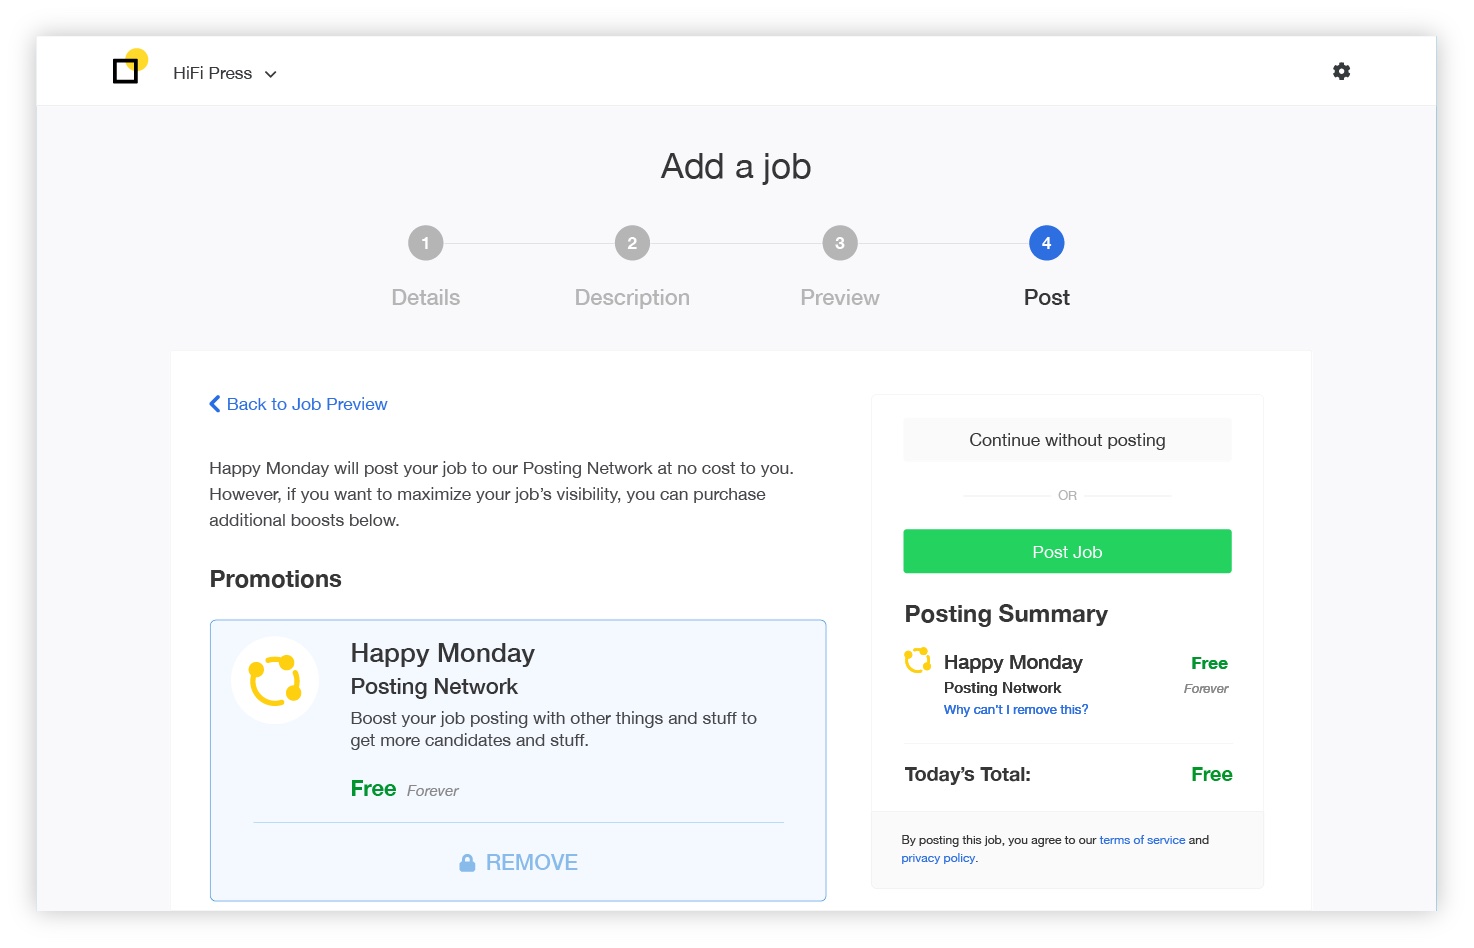 HiFi Press
Add a job
1
2
3
4
Details
Description
Preview
Post
Back to Job Preview
Happy Monday will post your job to our Posting Network at no cost to you.
However, if you want to maximize your job’s visibility, you can purchase
additional boosts below.
Promotions
Happy Monday
Posting Network
Boost your job posting with other things and stuff to
get more candidates and stuff.
Free Forever
REMOVE
Continue without posting
OR
Post Job
Posting Summary
Happy Monday Free
Posting Network Forever
Why can’t I remove this?
Today’s Total: Free
By posting this job, you agree to our terms of service and
privacy policy.